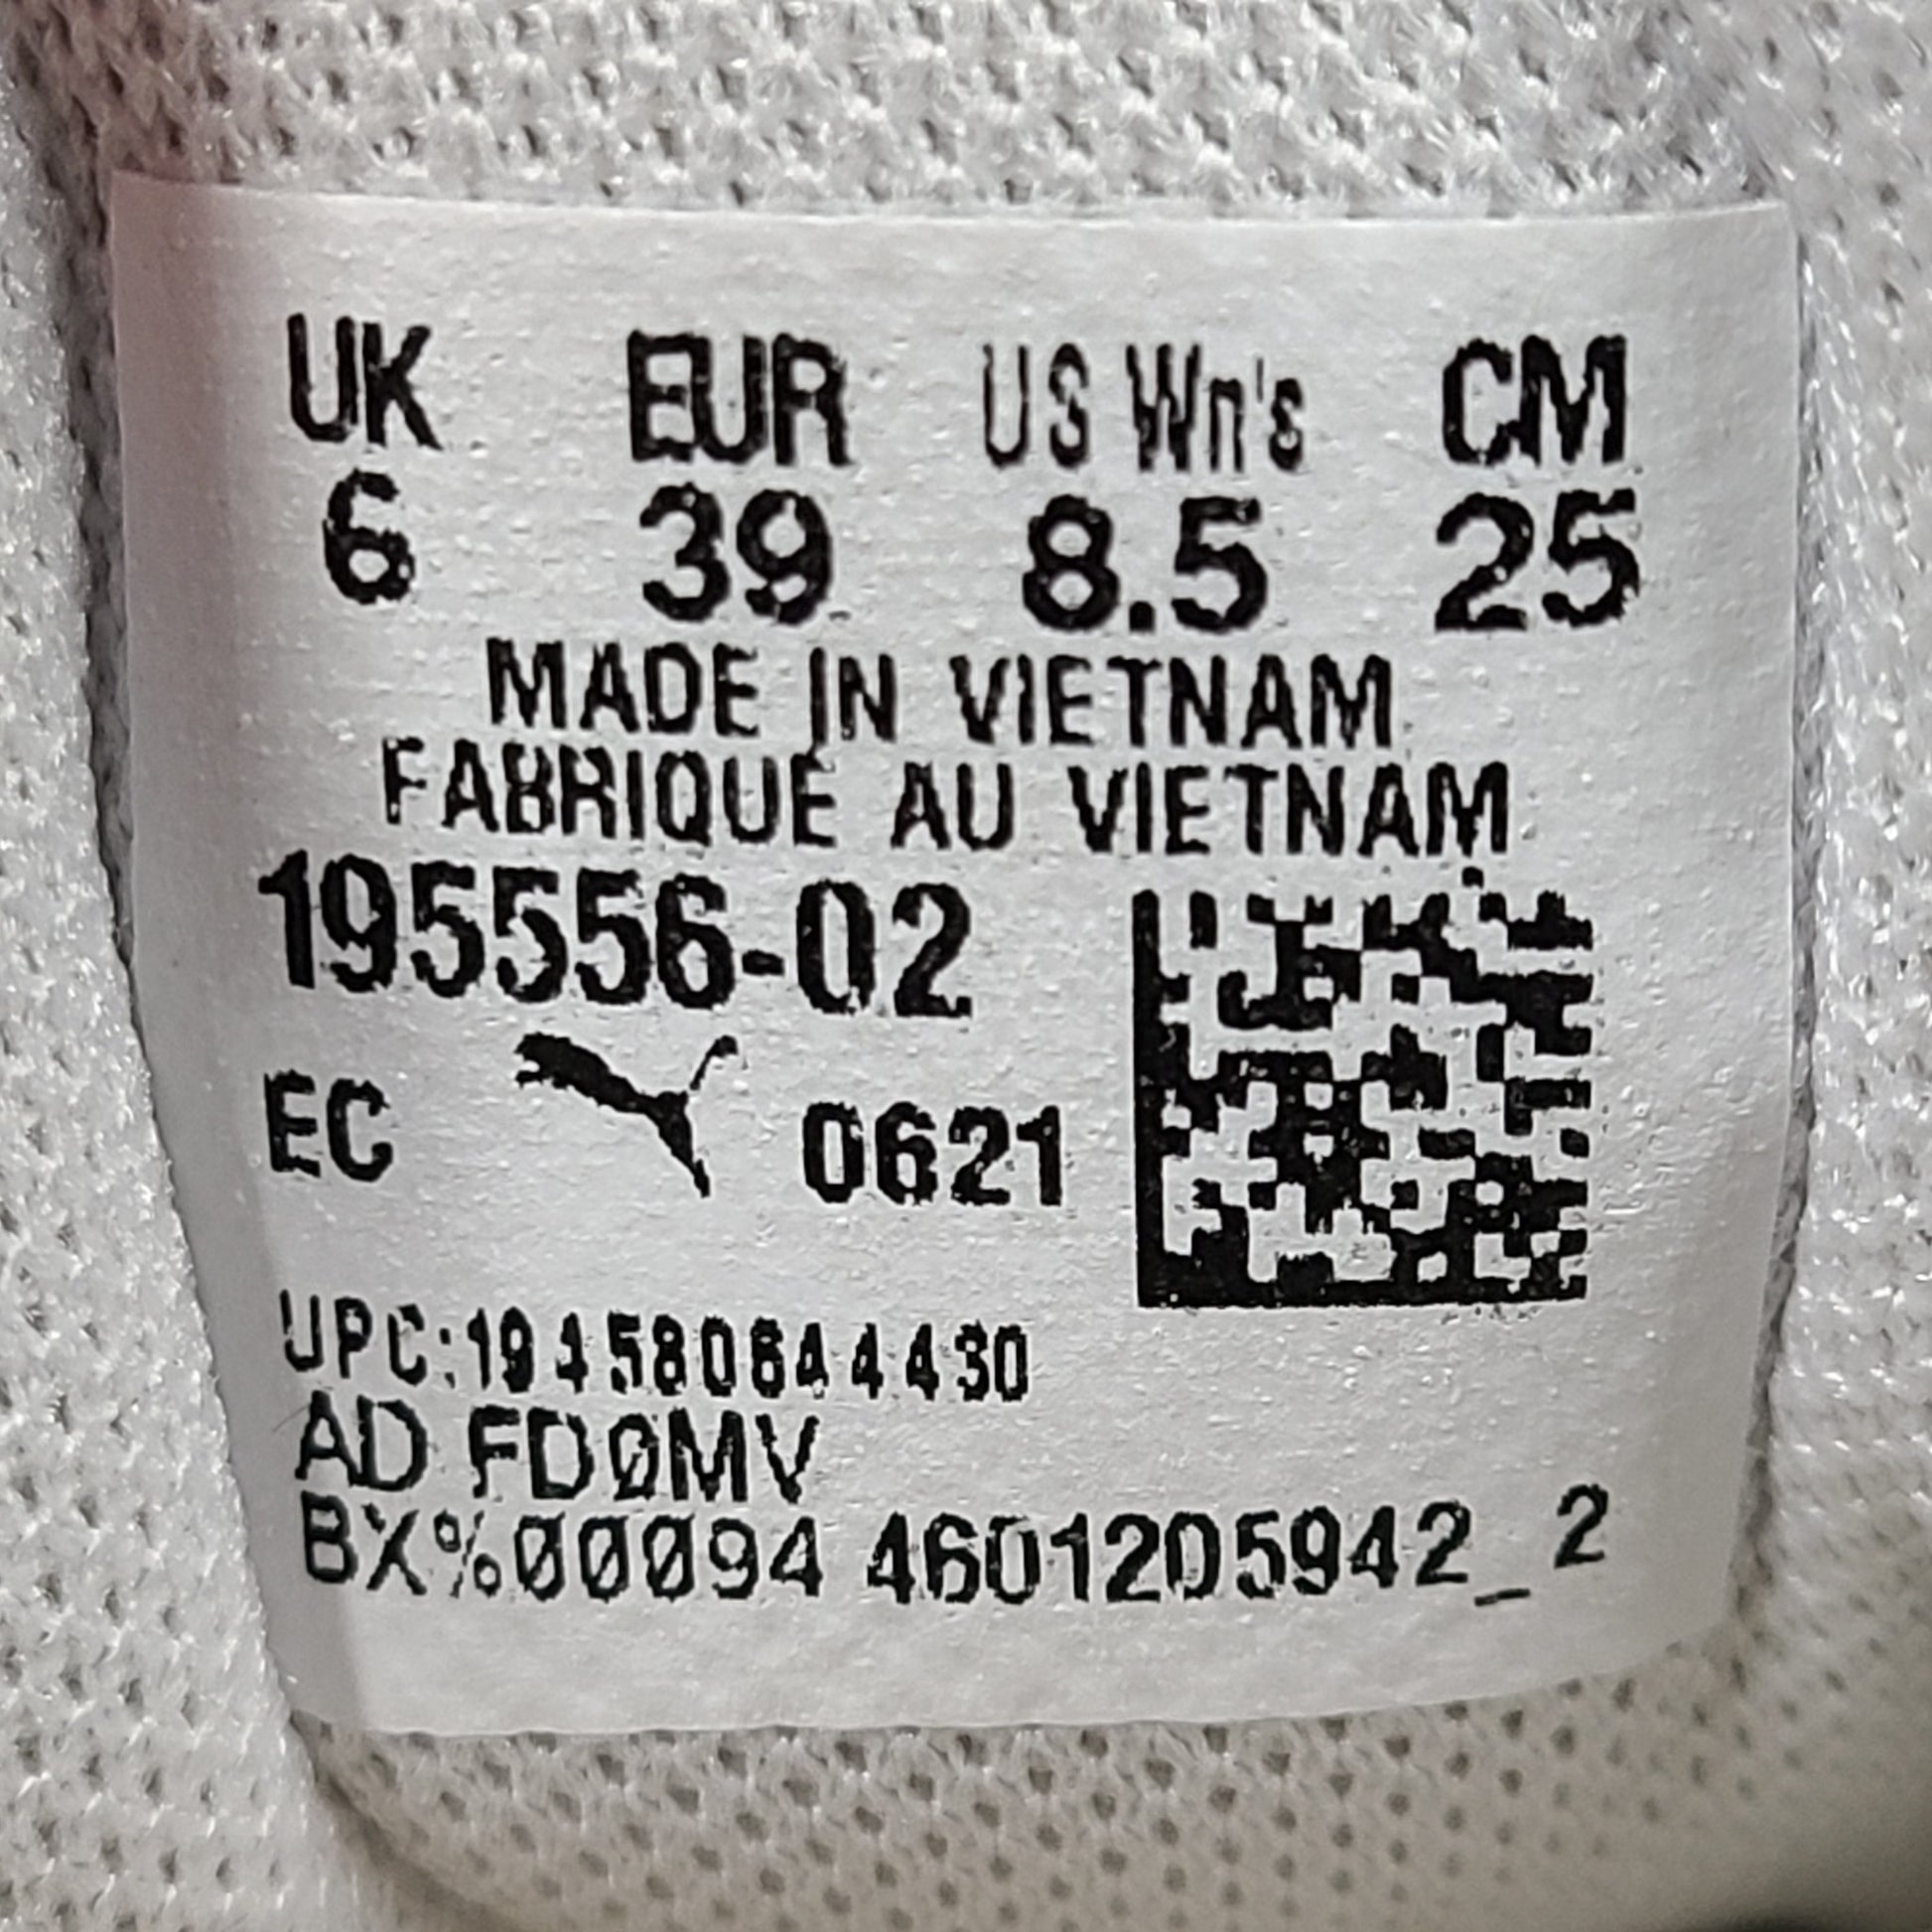 UK EUR US Wn's CM
6 39 8.5 25
MADE IN VIETNAM
FABRIQUÉ AU VIETNAM
195556-02
EC 0621
UPC:194580644430
AD FD0MV
BX%00094 4601205942_2